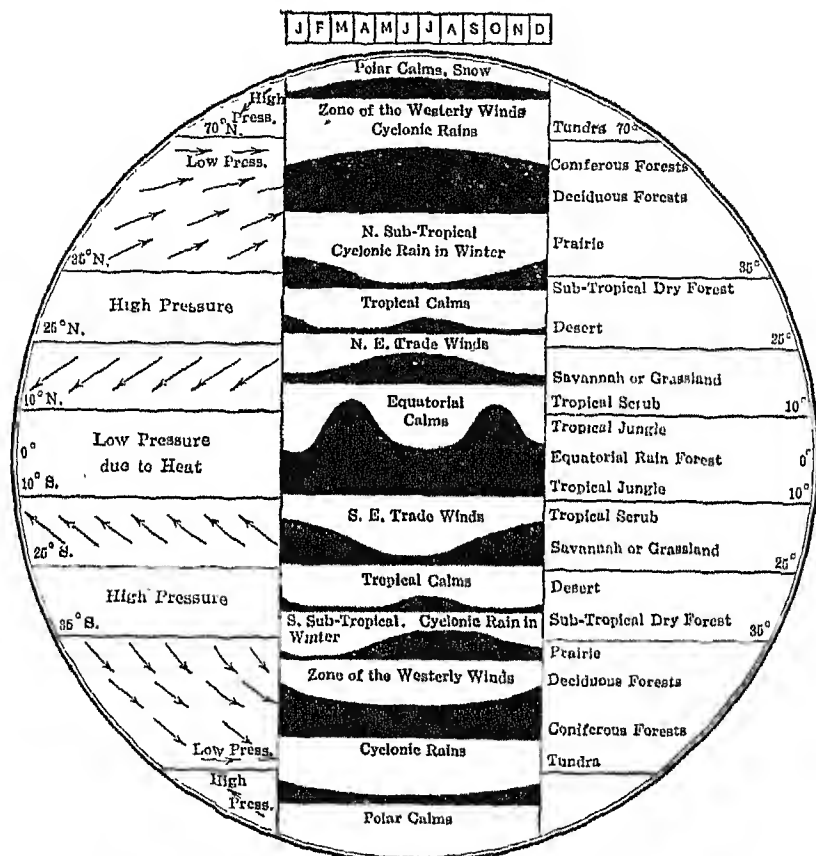 J F M A M J J A S O N D
Polar Calms, Snow
High
Press.
70° N.
Low Press.
35° N.
High Pressure
25° N.
10° N.
Low Pressure
due to Heat
0°
10° S.
25° S.
High Pressure
35° S.
Low Press.
High
Press.
Zone of the Westerly Winds
Cyclonic Rains
N. Sub-Tropical
Cyclonic Rain in Winter
Tropical Calms
N. E. Trade Winds
Equatorial
Calms
S. E. Trade Winds
Tropical Calms
S. Sub-Tropical. Cyclonic Rain in
Winter
Zone of the Westerly Winds
Cyclonic Rains
Polar Calms
Tundra 70°
Coniferous Forests
Deciduous Forests
Prairie
35°
Sub-Tropical Dry Forest
Desert
25°
Savannah or Grassland
Tropical Scrub
10°
Tropical Jungle
Equatorial Rain Forest
0°
Tropical Jungle
10°
Tropical Scrub
Savannah or Grassland
25°
Desert
Sub-Tropical Dry Forest
35°
Prairie
Deciduous Forests
Coniferous Forests
Tundra